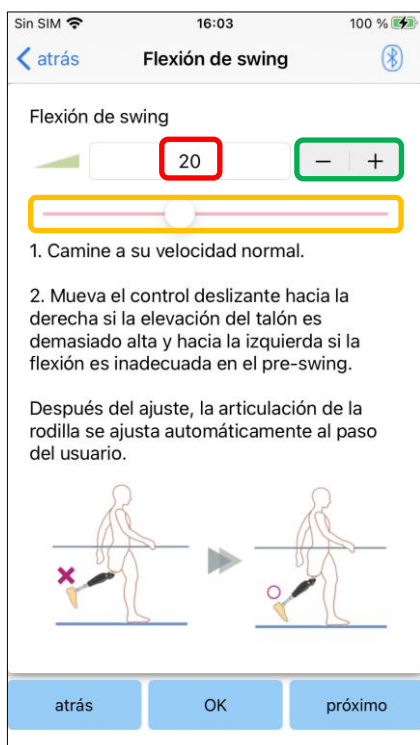 Sin SIM 16:03 100 %
atrás Flexión de swing
Flexión de swing
20 − +
1. Camine a su velocidad normal.
2. Mueva el control deslizante hacia la
derecha si la elevación del talón es
demasiado alta y hacia la izquierda si la
flexión es inadecuada en el pre-swing.
Después del ajuste, la articulación de la
rodilla se ajusta automáticamente al paso
del usuario.
atrás OK próximo